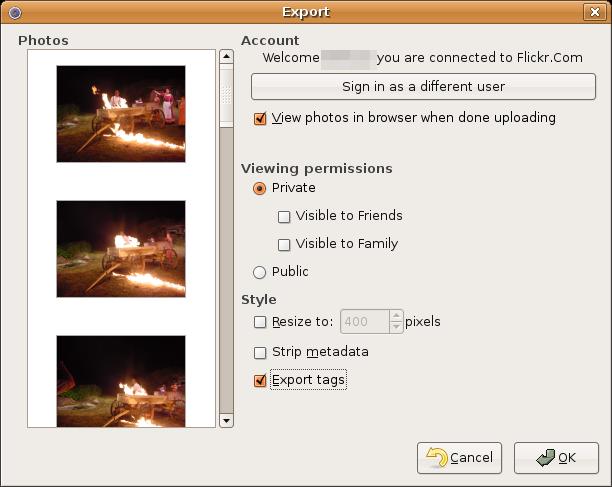 Export
Photos
Account
Welcome you are connected to Flickr.Com
Sign in as a different user
View photos in browser when done uploading
Viewing permissions
Private
Visible to Friends
Visible to Family
Public
Style
Resize to: 400 pixels
Strip metadata
Export tags
Cancel
OK